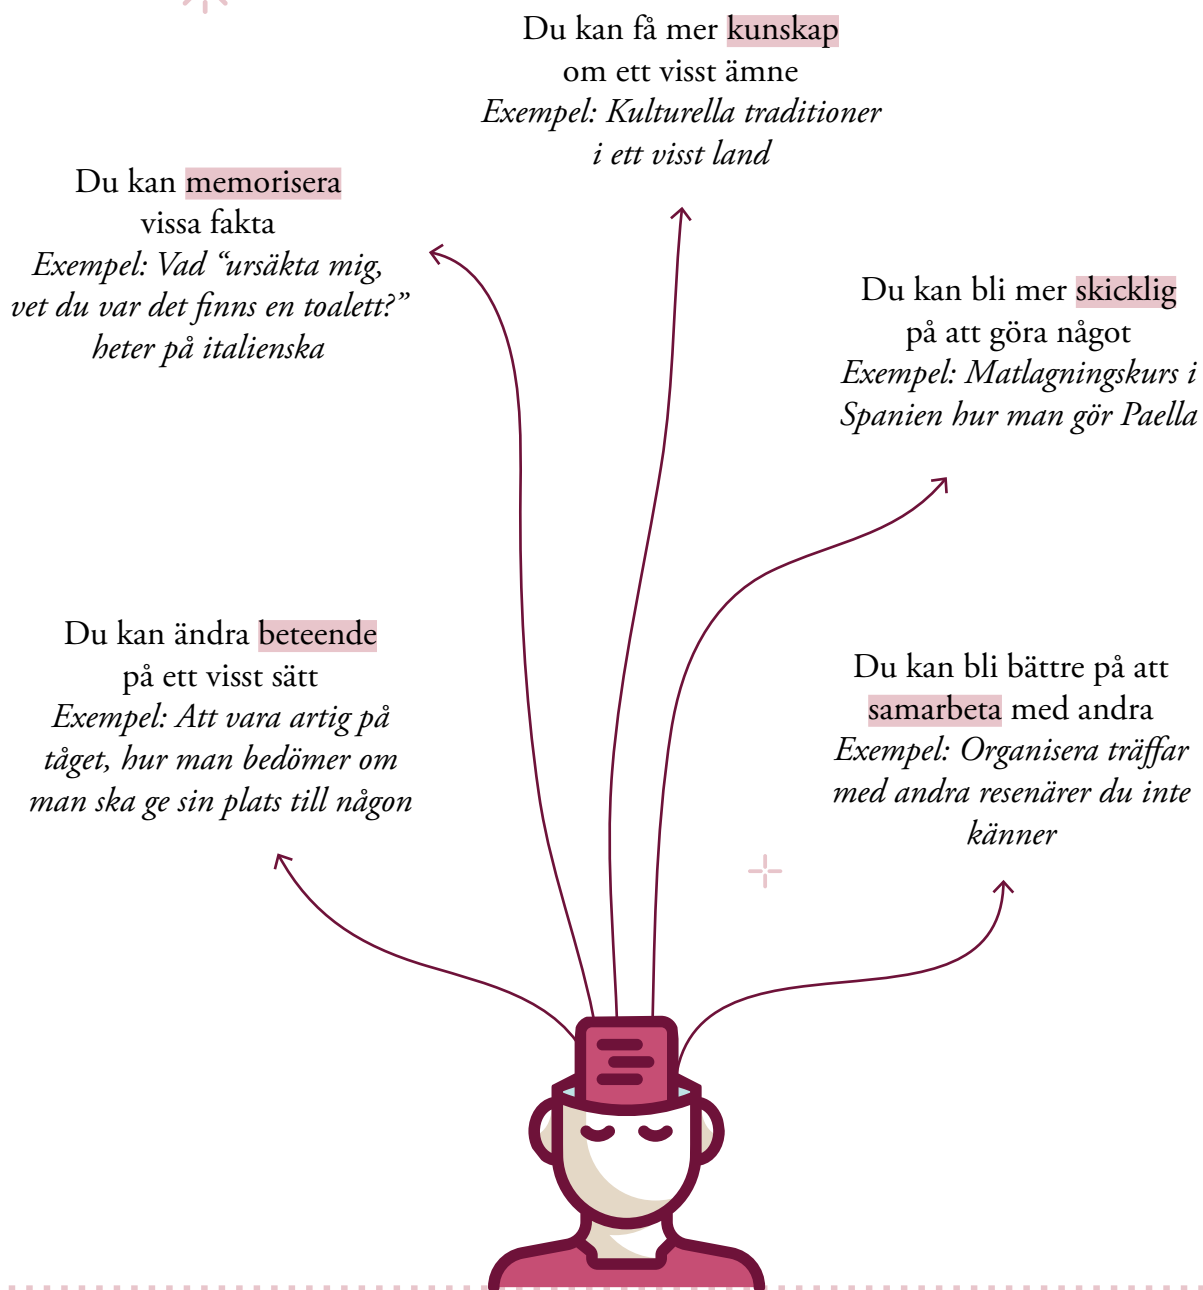 Du kan få mer kunskap
om ett visst ämne
Exempel: Kulturella traditioner
i ett visst land
Du kan memorisera
vissa fakta
Exempel: Vad “ursäkta mig,
vet du var det finns en toalett?”
heter på italienska
Du kan bli mer skicklig
på att göra något
Exempel: Matlagningskurs i
Spanien hur man gör Paella
Du kan ändra beteende
på ett visst sätt
Exempel: Att vara artig på
tåget, hur man bedömer om
man ska ge sin plats till någon
Du kan bli bättre på att
samarbeta med andra
Exempel: Organisera träffar
med andra resenärer du inte
känner